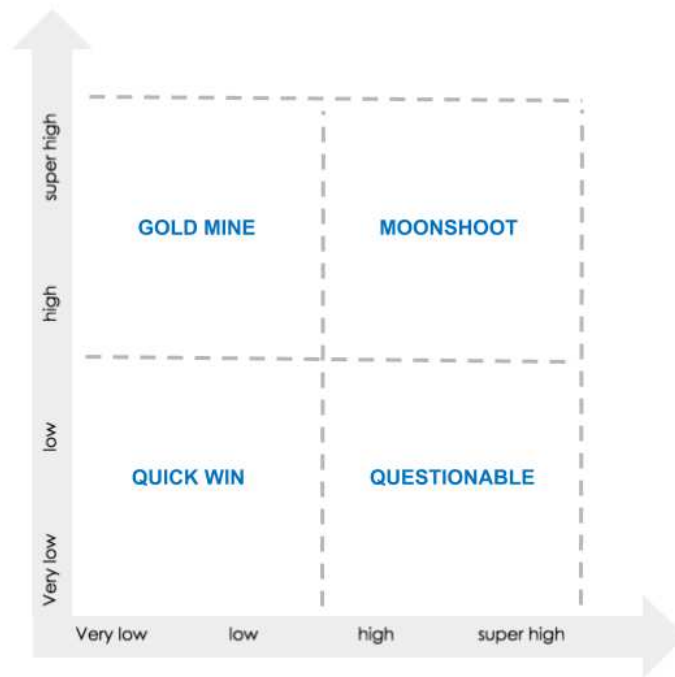 super high
GOLD MINE
MOONSHOOT
high
low
QUICK WIN
QUESTIONABLE
Very low
Very low
low
high
super high